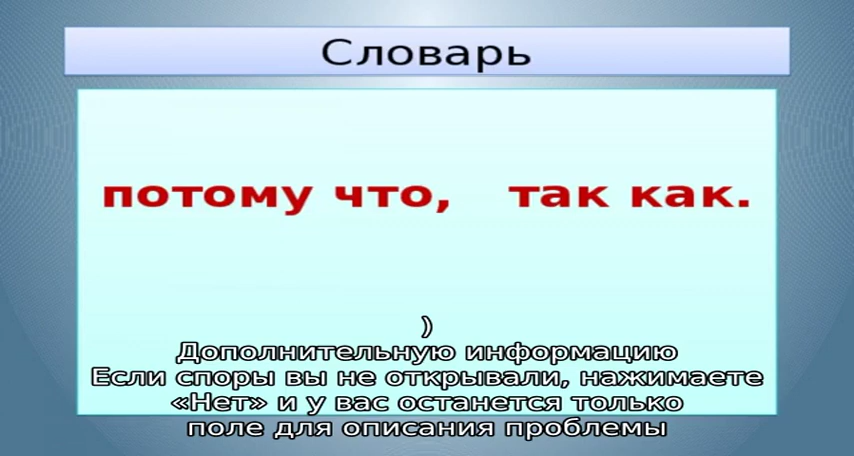 Словарь
потому что, так как.
)
Дополнительную информацию
Если споры вы не открывали, нажимаете
«Нет» и у вас останется только
поле для описания проблемы